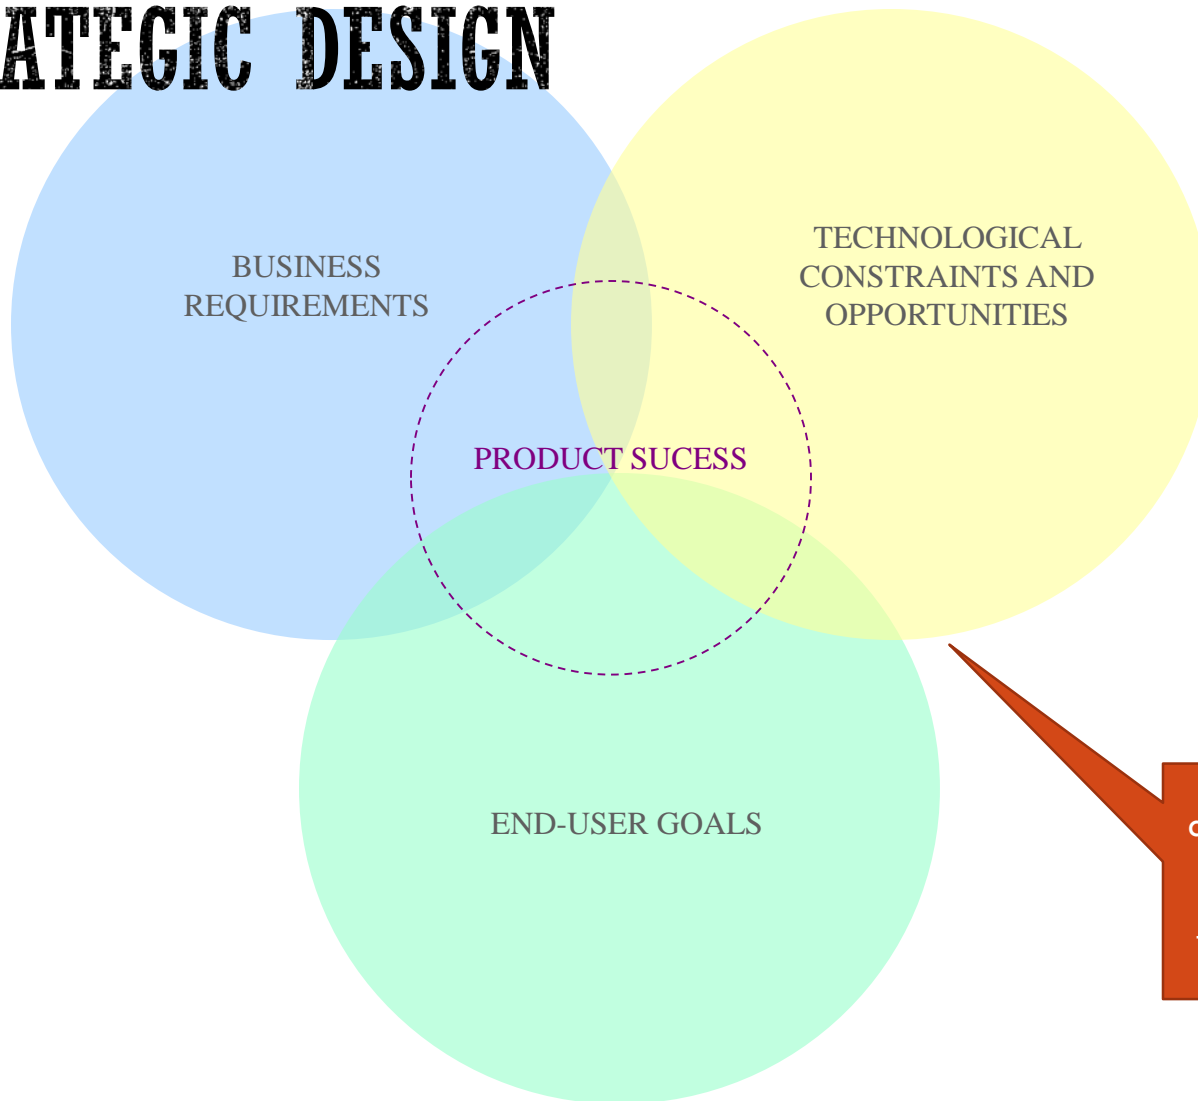 ATEGIC DESIGN
BUSINESS
REQUIREMENTS
TECHNOLOGICAL
CONSTRAINTS AND
OPPORTUNITIES
PRODUCT SUCESS
END-USER GOALS